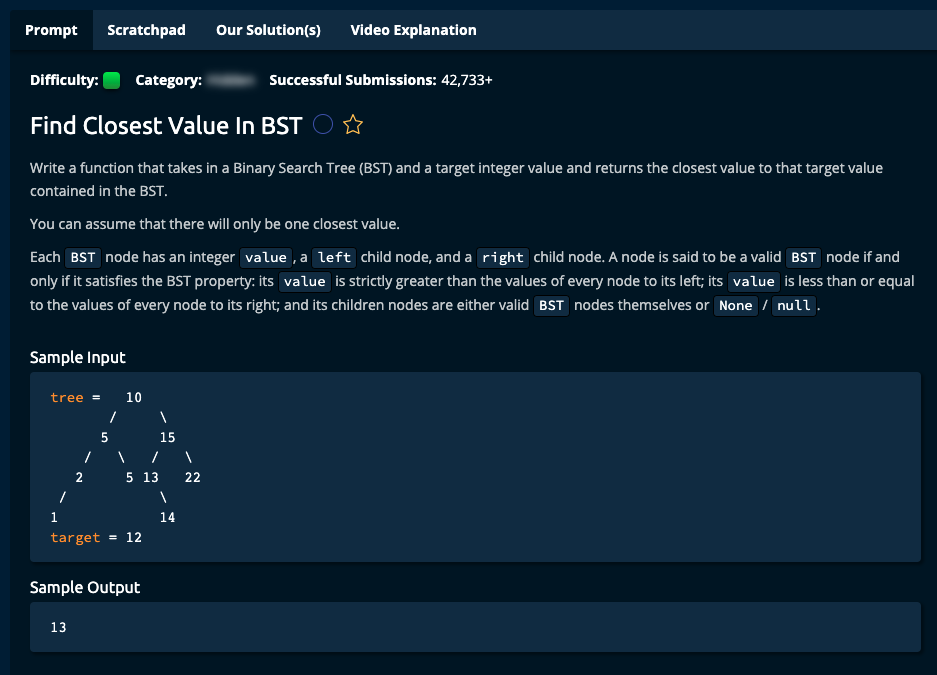 Prompt Scratchpad Our Solution(s) Video Explanation
Difficulty: Category: Successful Submissions: 42,733+
Find Closest Value In BST
Write a function that takes in a Binary Search Tree (BST) and a target integer value and returns the closest value to that target value
contained in the BST.
You can assume that there will only be one closest value.
Each BST node has an integer value, a left child node, and a right child node. A node is said to be a valid BST node if and
only if it satisfies the BST property: its value is strictly greater than the values of every node to its left; its value is less than or equal
to the values of every node to its right; and its children nodes are either valid BST nodes themselves or None / null.
Sample Input
tree =   10
       /     \
      5      15
    /   \   /   \
   2     5 13   22
 /           \
1            14
target = 12
Sample Output
13